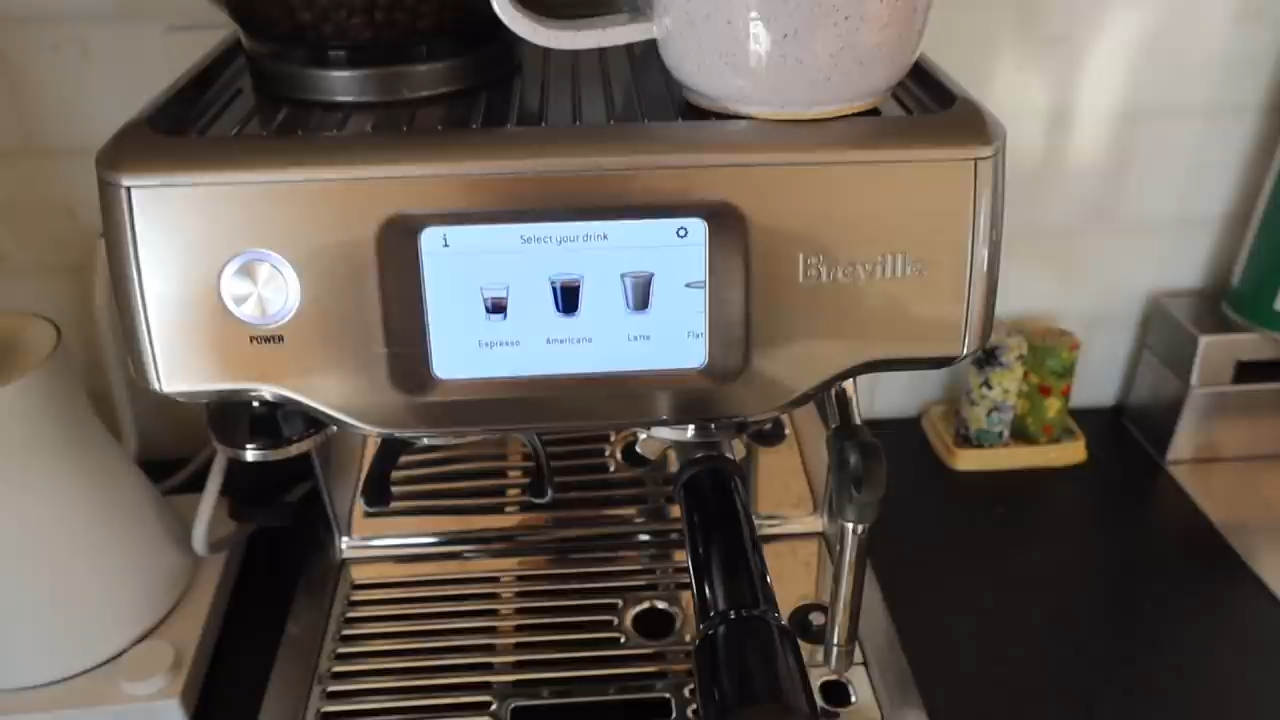 i
Select your drink
Espresso
Americano
Latte
Flat
POWER
Breville